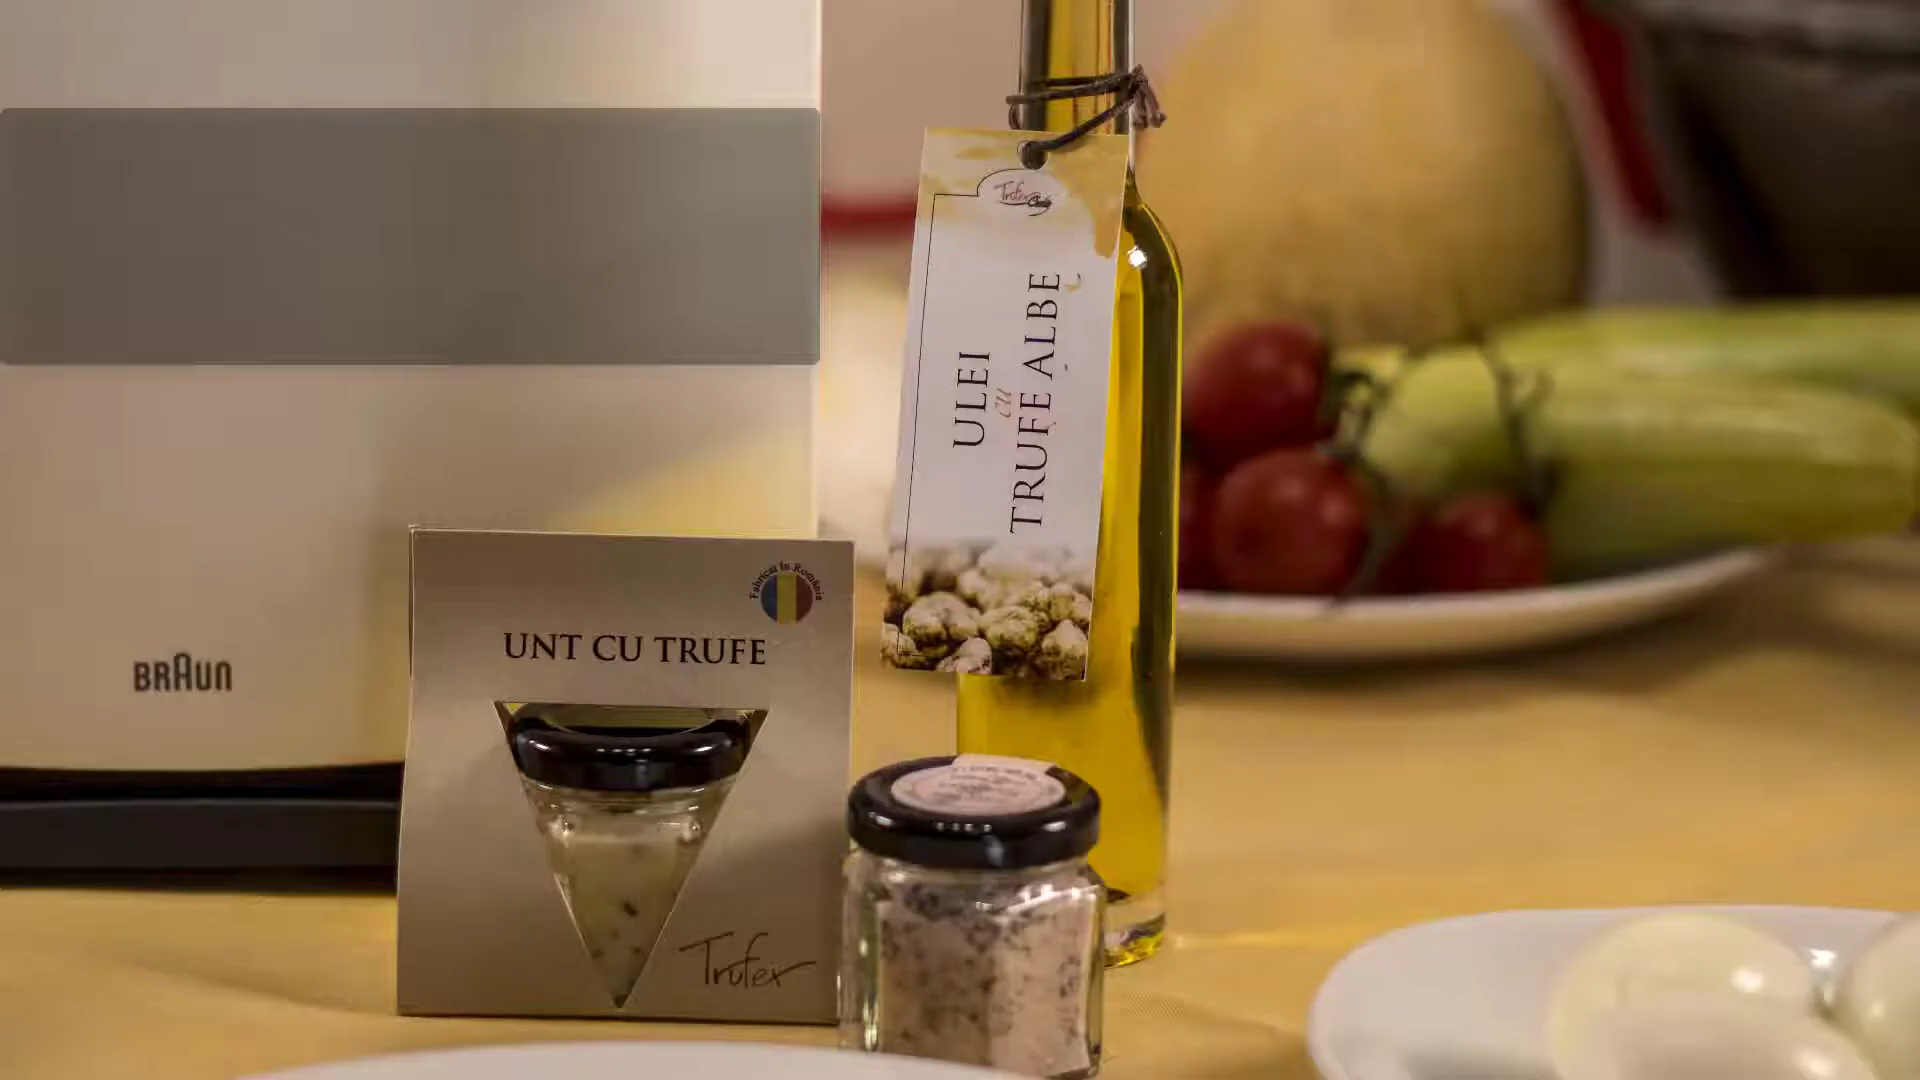 BRAUN
Fabricat în România
UNT CU TRUFE
Trufex
ULEI
cu
TRUFE ALBE